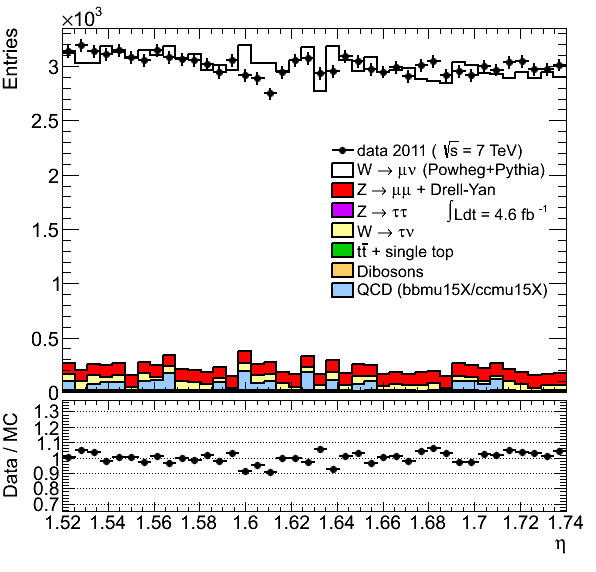 ×10³
Entries
3
2.5
2
1.5
1
0.5
0
data 2011 ( √s = 7 TeV)
W → μν (Powheg+Pythia)
Z → μμ + Drell-Yan
Z → ττ
∫Ldt = 4.6 fb⁻¹
W → τν
tt̄ + single top
Dibosons
QCD (bbmu15X/ccmu15X)
Data / MC
1.3
1.2
1.1
1
0.9
0.8
0.7
1.52 1.54 1.56 1.58 1.6 1.62 1.64 1.66 1.68 1.7 1.72 1.74
η